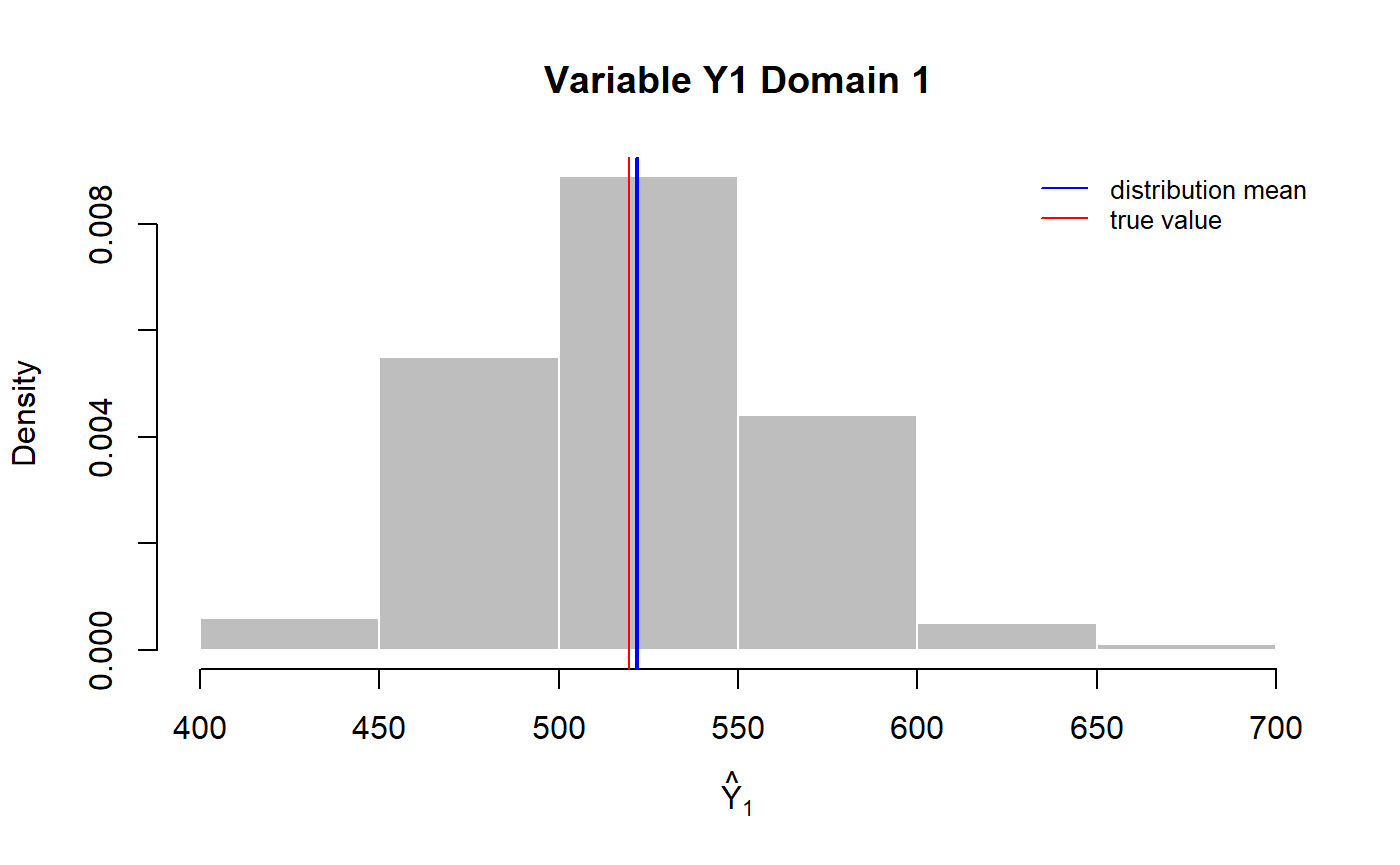 Variable Y1 Domain 1
distribution mean
true value
Density
0.008
0.004
0.000
400 450 500 550 600 650 700
Ŷ₁